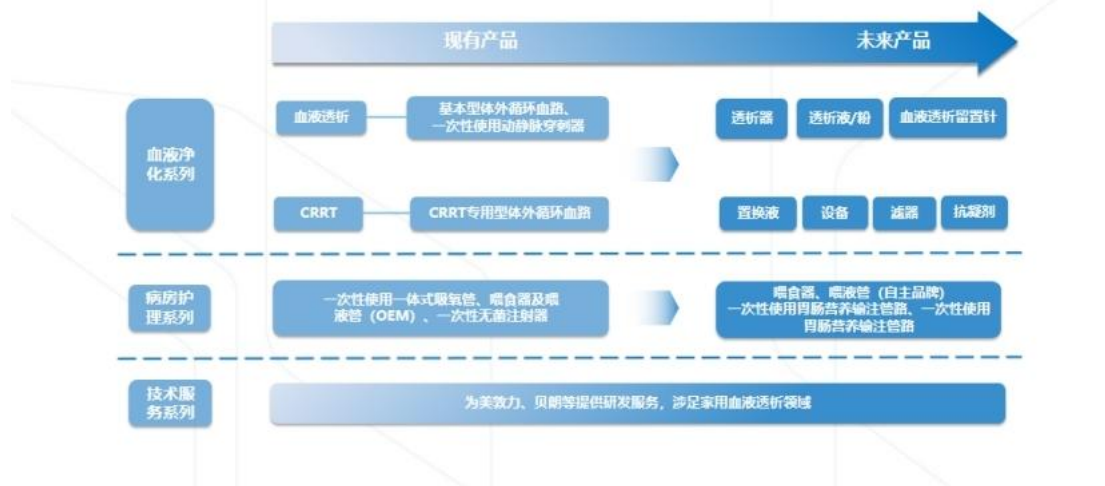 现有产品
未来产品
血液净
化系列
血液透析
基本型体外循环血路、
一次性使用动静脉穿刺器
透析器
透析液/粉
血液透析留置针
CRRT
CRRT专用型体外循环血路
置换液
设备
滤器
抗凝剂
病房护
理系列
一次性使用一体式吸氧管、喂食器及喂
液管（OEM）、一次性无菌注射器
喂食器、喂液管（自主品牌）
一次性使用胃肠营养输注管路、一次性使用
胃肠营养输注管路
技术服
务系列
为美敦力、贝朗等提供研发服务，涉足家用血液透析领域